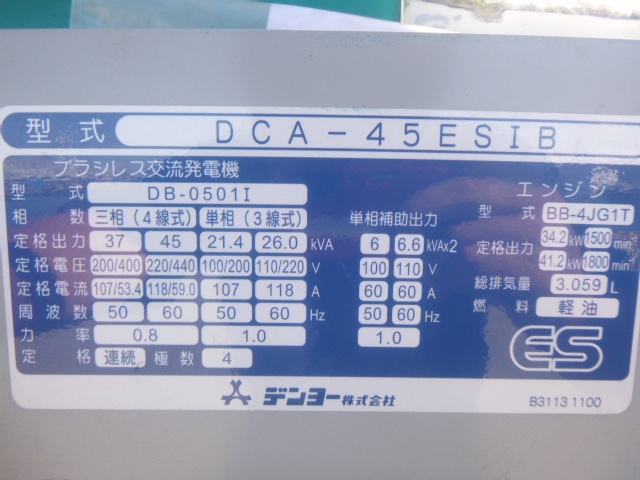 型式 DCA-45ESIB
ブラシレス交流発電機
エンジン
型式 DB-0501I
型式 BB-4JG1T
相数 三相(4線式) 単相(3線式) 単相補助出力
定格出力 37 45 21.4 26.0 kVA 6 6.6 kVA×2
定格出力 34.2 kW 1500 min⁻¹
41.2 kW 1800 min⁻¹
定格電圧 200/400 220/440 100/200 110/220 V 100 110 V
定格電流 107/53.4 118/59.0 107 118 A 60 60 A
総排気量 3.059 L
周波数 50 60 50 60 Hz 50 60 Hz
燃料 軽油
力率 0.8 1.0 1.0
定格 連続 極数 4
ES
デンヨー株式会社
B31131100